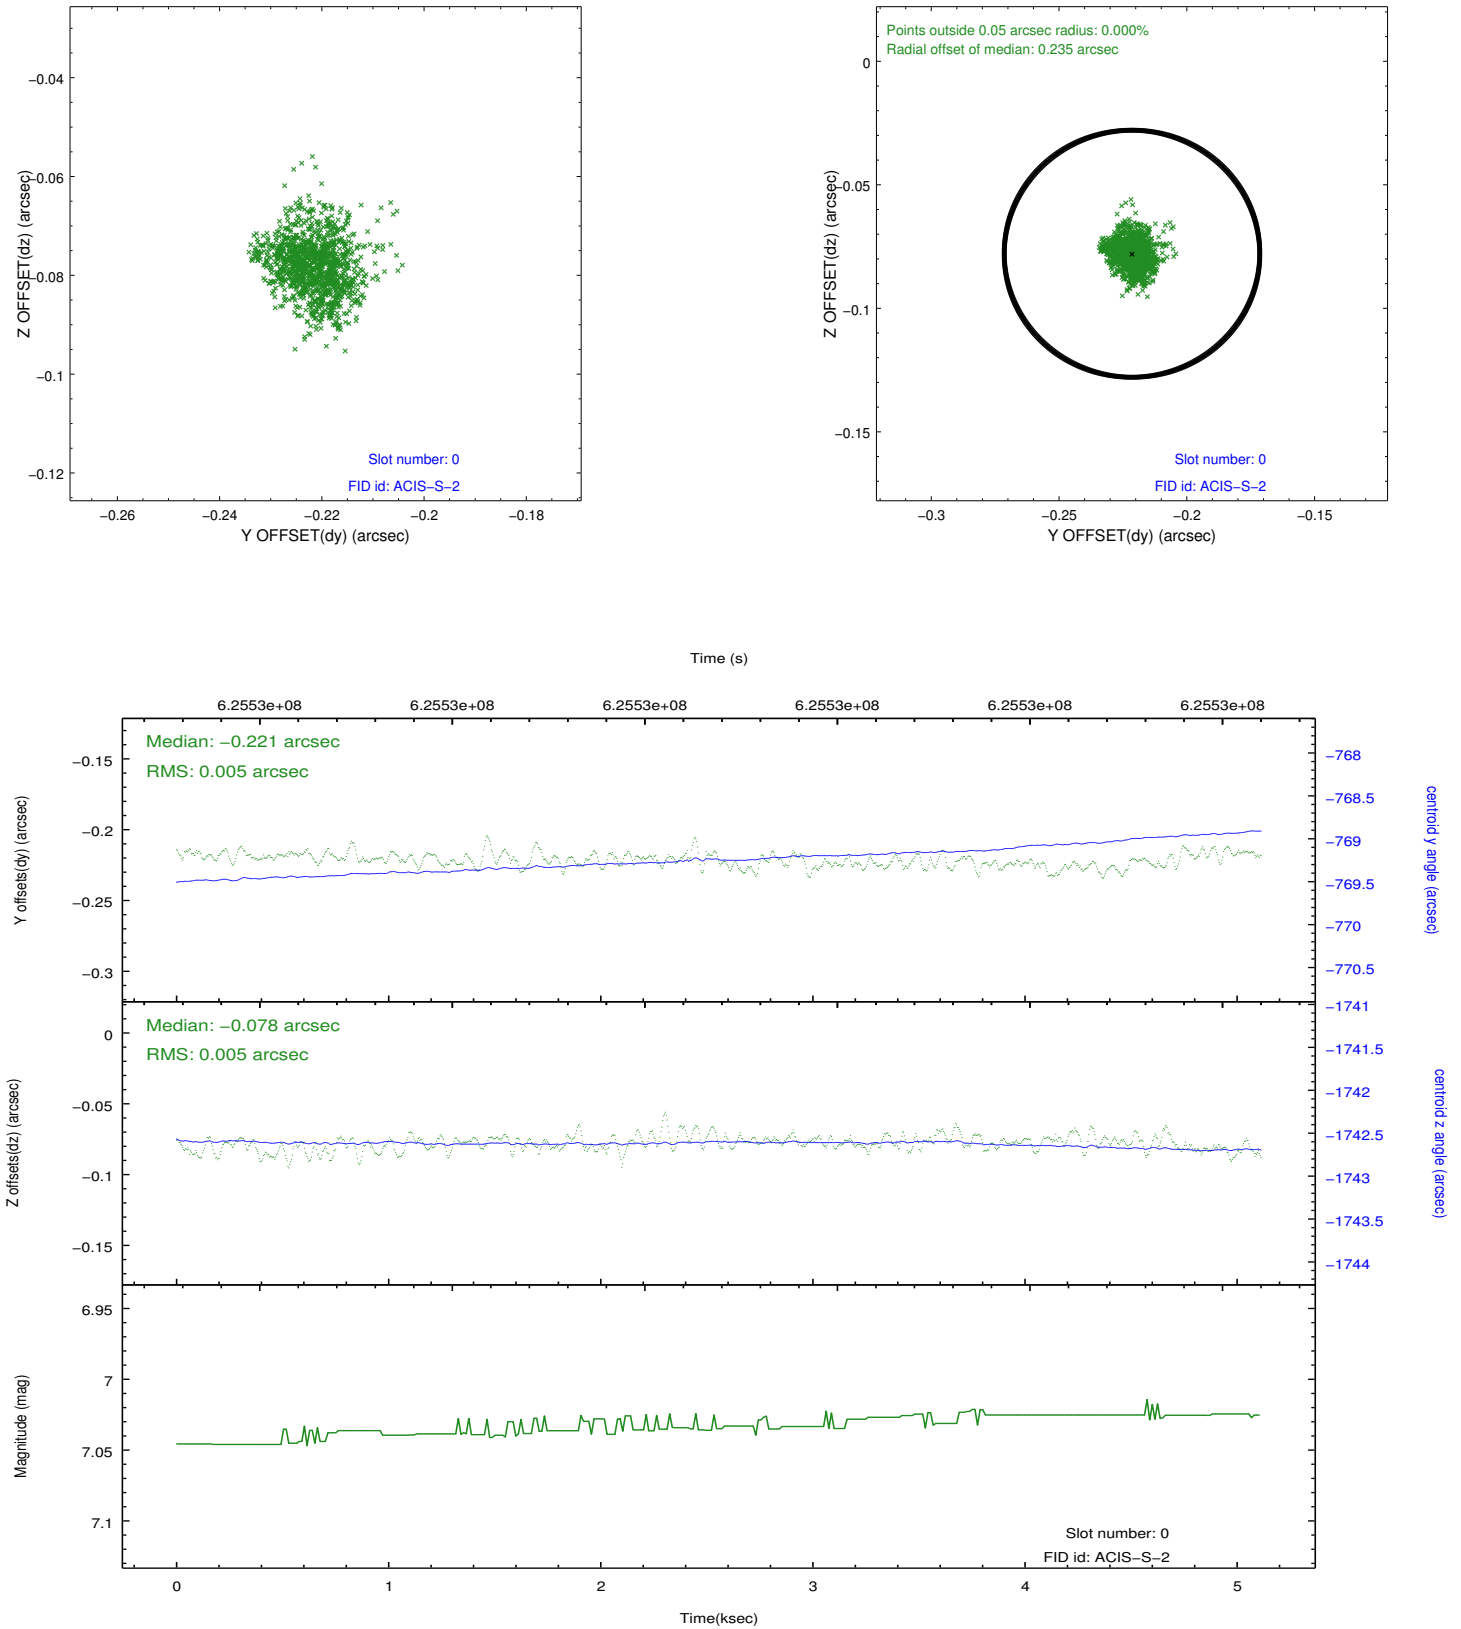 −0.04
−0.06
−0.08
−0.1
−0.12
Z OFFSET(dz) (arcsec)
Slot number: 0
FID id: ACIS−S−2
−0.26
−0.24
−0.22
−0.2
−0.18
Y OFFSET(dy) (arcsec)
Points outside 0.05 arcsec radius: 0.000%
Radial offset of median: 0.235 arcsec
0
−0.05
−0.1
−0.15
Z OFFSET(dz) (arcsec)
Slot number: 0
FID id: ACIS−S−2
−0.3
−0.25
−0.2
−0.15
Y OFFSET(dy) (arcsec)
Time (s)
6.2553e+08
6.2553e+08
6.2553e+08
6.2553e+08
6.2553e+08
6.2553e+08
Median: −0.221 arcsec
RMS: 0.005 arcsec
−0.15
−0.2
−0.25
−0.3
Y offsets(dy) (arcsec)
−768
−768.5
−769
−769.5
−770
−770.5
centroid y angle (arcsec)
Median: −0.078 arcsec
RMS: 0.005 arcsec
0
−0.05
−0.1
−0.15
Z offsets(dz) (arcsec)
−1741
−1741.5
−1742
−1742.5
−1743
−1743.5
−1744
centroid z angle (arcsec)
6.95
7
7.05
7.1
Magnitude (mag)
Slot number: 0
FID id: ACIS−S−2
0
1
2
3
4
5
Time(ksec)